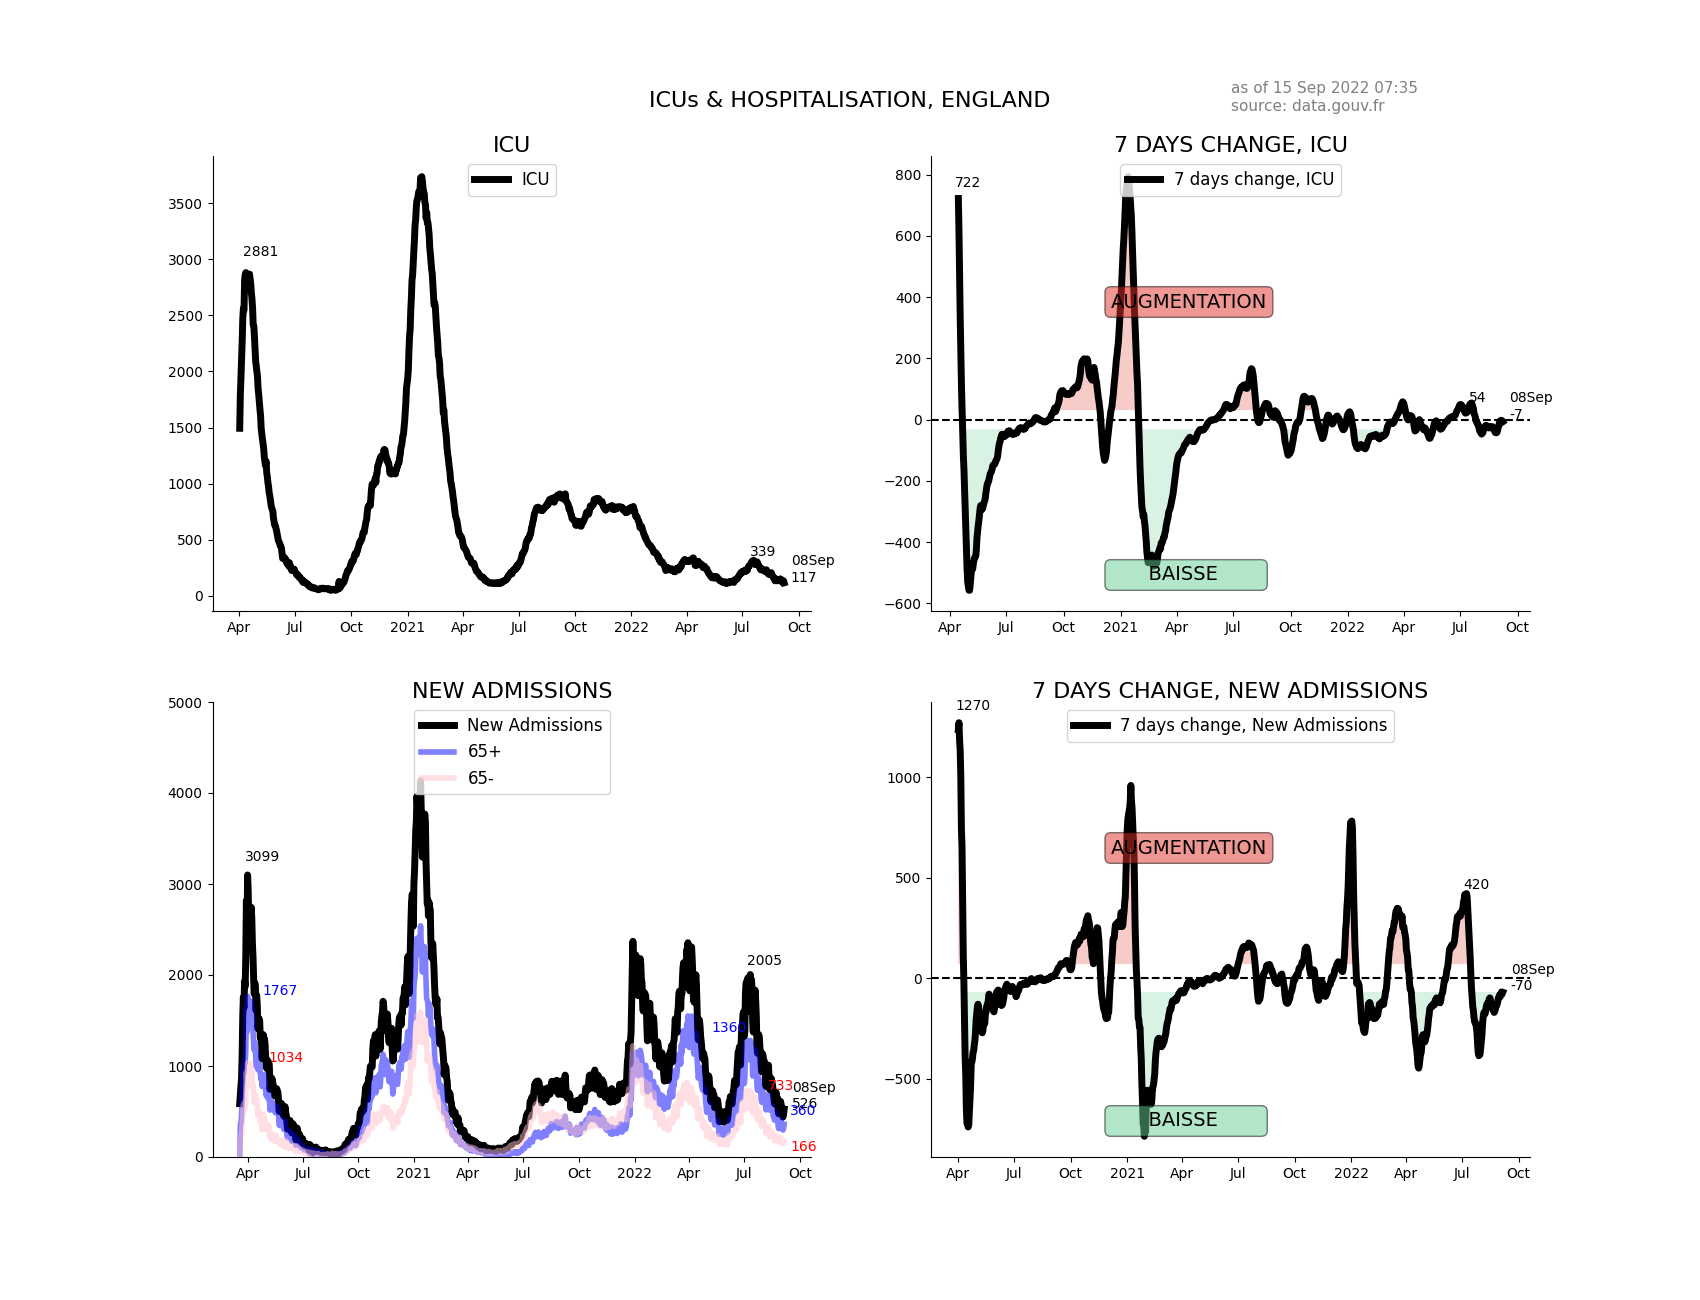 ICUs & HOSPITALISATION, ENGLAND
as of 15 Sep 2022 07:35
source: data.gouv.fr
ICU
ICU
3500
3000
2500
2000
1500
1000
500
0
2881
339
08Sep
117
Apr Jul Oct 2021 Apr Jul Oct 2022 Apr Jul Oct
7 DAYS CHANGE, ICU
7 days change, ICU
800
600
400
200
0
−200
−400
−600
722
AUGMENTATION
54
08Sep
-7
BAISSE
Apr Jul Oct 2021 Apr Jul Oct 2022 Apr Jul Oct
NEW ADMISSIONS
New Admissions
65+
65-
5000
4000
3000
2000
1000
0
3099
1767
1034
2005
1360
733
08Sep
526
360
166
Apr Jul Oct 2021 Apr Jul Oct 2022 Apr Jul Oct
7 DAYS CHANGE, NEW ADMISSIONS
7 days change, New Admissions
1000
500
0
−500
1270
AUGMENTATION
420
08Sep
-70
BAISSE
Apr Jul Oct 2021 Apr Jul Oct 2022 Apr Jul Oct